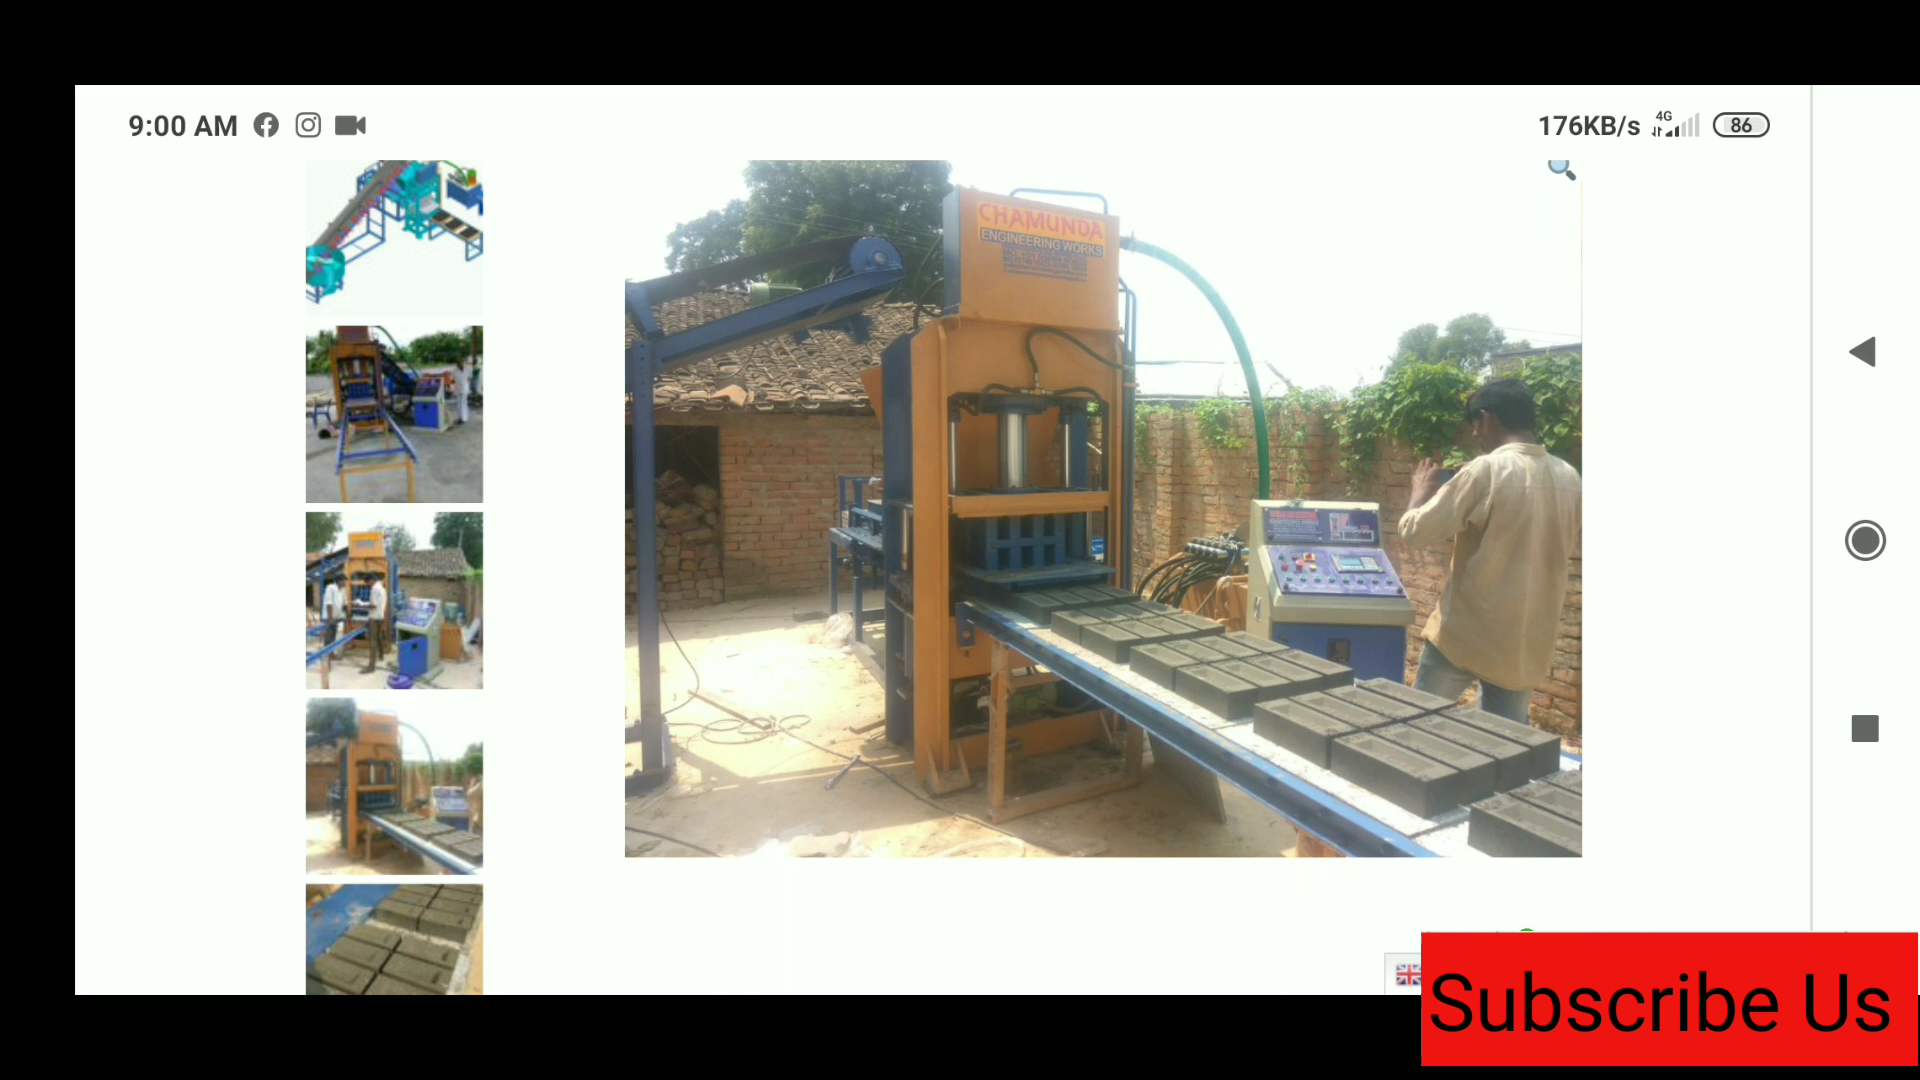 9:00 AM
176KB/s
4G
86
CHAMUNDA
ENGINEERING WORKS
Subscribe Us